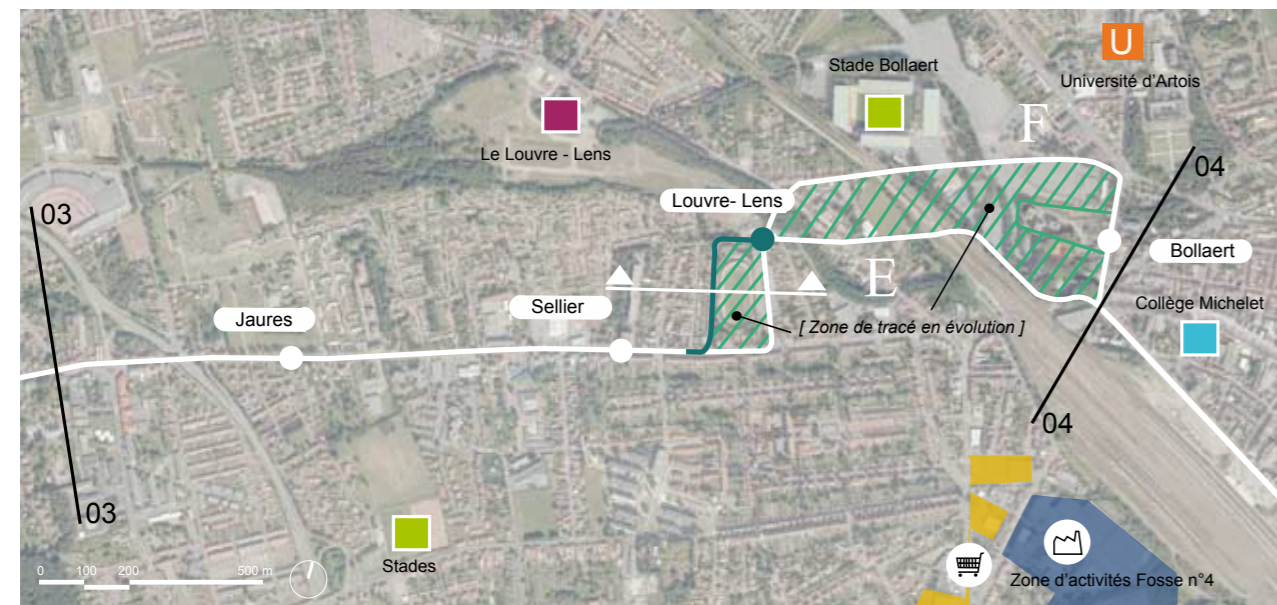 U
Université d'Artois
Stade Bollaert
F
Le Louvre - Lens
04
03
Louvre- Lens
Bollaert
E
Collège Michelet
Sellier
Jaures
[ Zone de tracé en évolution ]
04
03
Stades
0 100 200 500 m
Zone d'activités Fosse n°4